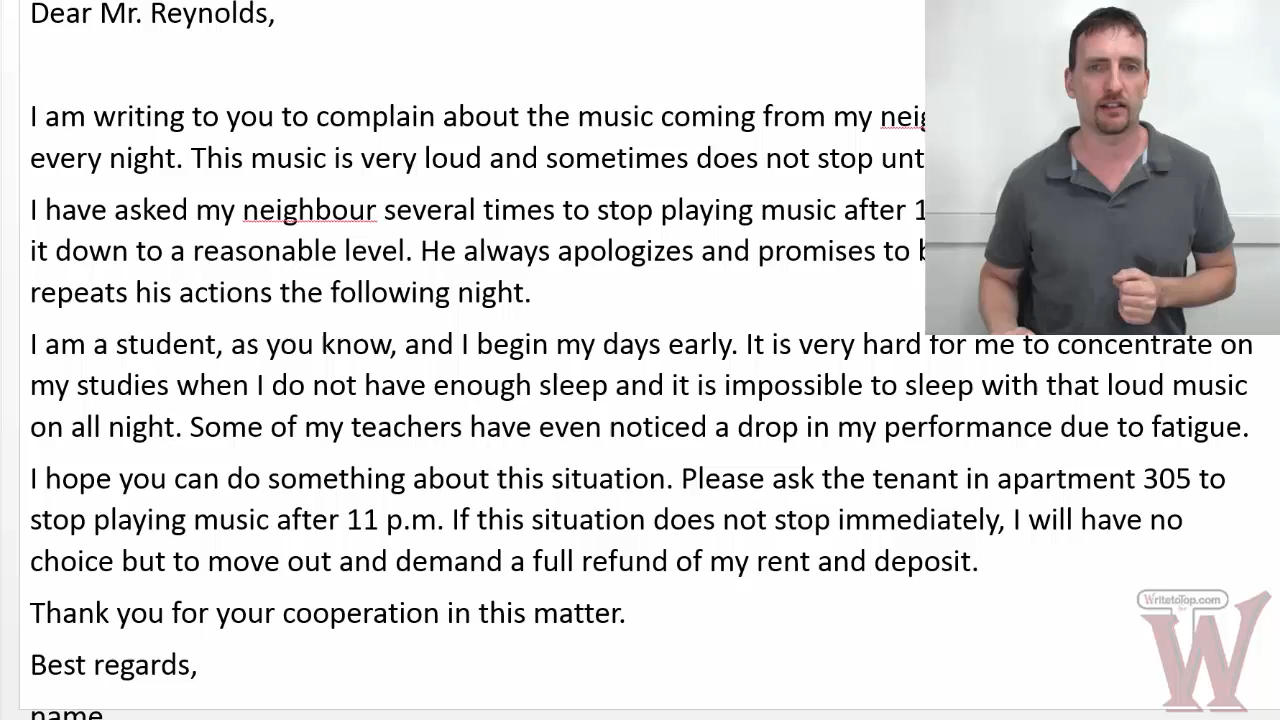 Dear Mr. Reynolds,
I am writing to you to complain about the music coming from my
every night. This music is very loud and sometimes does not stop
I have asked my neighbour several times to stop playing music after
it down to a reasonable level. He always apologizes and promises to
repeats his actions the following night.
I am a student, as you know, and I begin my days early. It is very hard for me to concentrate on
my studies when I do not have enough sleep and it is impossible to sleep with that loud music
on all night. Some of my teachers have even noticed a drop in my performance due to fatigue.
I hope you can do something about this situation. Please ask the tenant in apartment 305 to
stop playing music after 11 p.m. If this situation does not stop immediately, I will have no
choice but to move out and demand a full refund of my rent and deposit.
Thank you for your cooperation in this matter.
Best regards,
name
WritetoTop.com
W